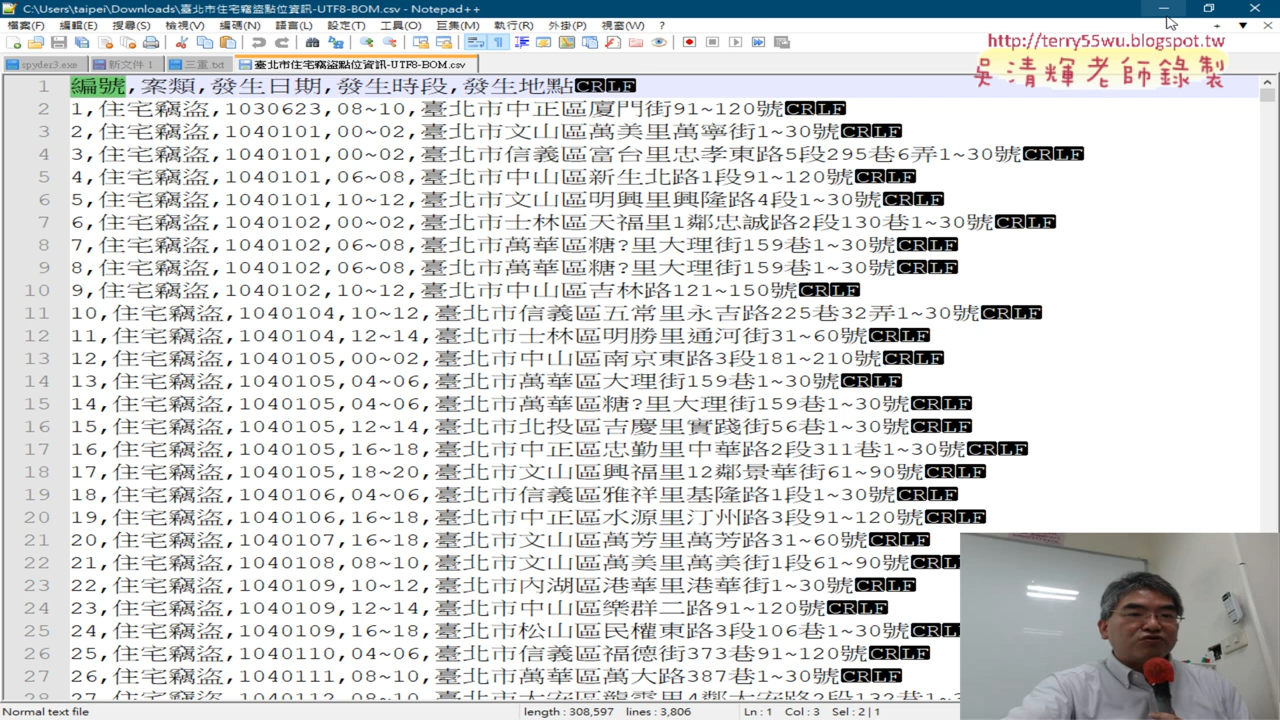 C:\Users\taipei\Downloads\臺北市住宅竊盜點位資訊-UTF8-BOM.csv - Notepad++
檔案(F) 編輯(E) 搜尋(S) 檢視(V) 編碼(N) 語言(L) 設定(T) 工具(O) 巨集(M) 執行(R) 外掛(P) 視窗(W) ?
http://terry55wu.blogspot.tw
吳清輝老師錄製
spyder3.exe 新文件 1 三重.txt 臺北市住宅竊盜點位資訊-UTF8-BOM.csv
1 編號,案類,發生日期,發生時段,發生地點CRLF
2 1,住宅竊盜,1030623,08~10,臺北市中正區廈門街91~120號CRLF
3 2,住宅竊盜,1040101,00~02,臺北市文山區萬美里萬寧街1~30號CRLF
4 3,住宅竊盜,1040101,00~02,臺北市信義區富台里忠孝東路5段295巷6弄1~30號CRLF
5 4,住宅竊盜,1040101,06~08,臺北市中山區新生北路1段91~120號CRLF
6 5,住宅竊盜,1040101,10~12,臺北市文山區明興里興隆路4段1~30號CRLF
7 6,住宅竊盜,1040102,00~02,臺北市士林區天福里1鄰忠誠路2段130巷1~30號CRLF
8 7,住宅竊盜,1040102,06~08,臺北市萬華區糖?里大理街159巷1~30號CRLF
9 8,住宅竊盜,1040102,06~08,臺北市萬華區糖?里大理街159巷1~30號CRLF
10 9,住宅竊盜,1040102,10~12,臺北市中山區吉林路121~150號CRLF
11 10,住宅竊盜,1040104,10~12,臺北市信義區五常里永吉路225巷32弄1~30號CRLF
12 11,住宅竊盜,1040104,12~14,臺北市士林區明勝里通河街31~60號CRLF
13 12,住宅竊盜,1040105,00~02,臺北市中山區南京東路3段181~210號CRLF
14 13,住宅竊盜,1040105,04~06,臺北市萬華區大理街159巷1~30號CRLF
15 14,住宅竊盜,1040105,04~06,臺北市萬華區糖?里大理街159巷1~30號CRLF
16 15,住宅竊盜,1040105,12~14,臺北市北投區吉慶里實踐街56巷1~30號CRLF
17 16,住宅竊盜,1040105,16~18,臺北市中正區忠勤里中華路2段311巷1~30號CRLF
18 17,住宅竊盜,1040105,18~20,臺北市文山區興福里12鄰景華街61~90號CRLF
19 18,住宅竊盜,1040106,04~06,臺北市信義區雅祥里基隆路1段1~30號CRLF
20 19,住宅竊盜,1040106,16~18,臺北市中正區水源里汀州路3段91~120號CRLF
21 20,住宅竊盜,1040107,16~18,臺北市文山區萬芳里萬芳路31~60號CRLF
22 21,住宅竊盜,1040108,08~10,臺北市文山區萬美里萬美街1段61~90號CRL
23 22,住宅竊盜,1040109,10~12,臺北市內湖區港華里港華街1~30號CRLF
24 23,住宅竊盜,1040109,12~14,臺北市中山區樂群二路91~120號CRLF
25 24,住宅竊盜,1040109,16~18,臺北市松山區民權東路3段106巷1~30號CRL
26 25,住宅竊盜,1040110,04~06,臺北市信義區福德街373巷91~120號CRLF
27 26,住宅竊盜,1040111,08~10,臺北市萬華區萬大路387巷1~30號CRLF
28 27,住宅竊盜,1040112,08~10,臺北市大安區龍雲里4鄰大安路2段132巷1~30
Normal text file length : 308,597 lines : 3,806 Ln : 1 Col : 3 Sel : 2 | 1